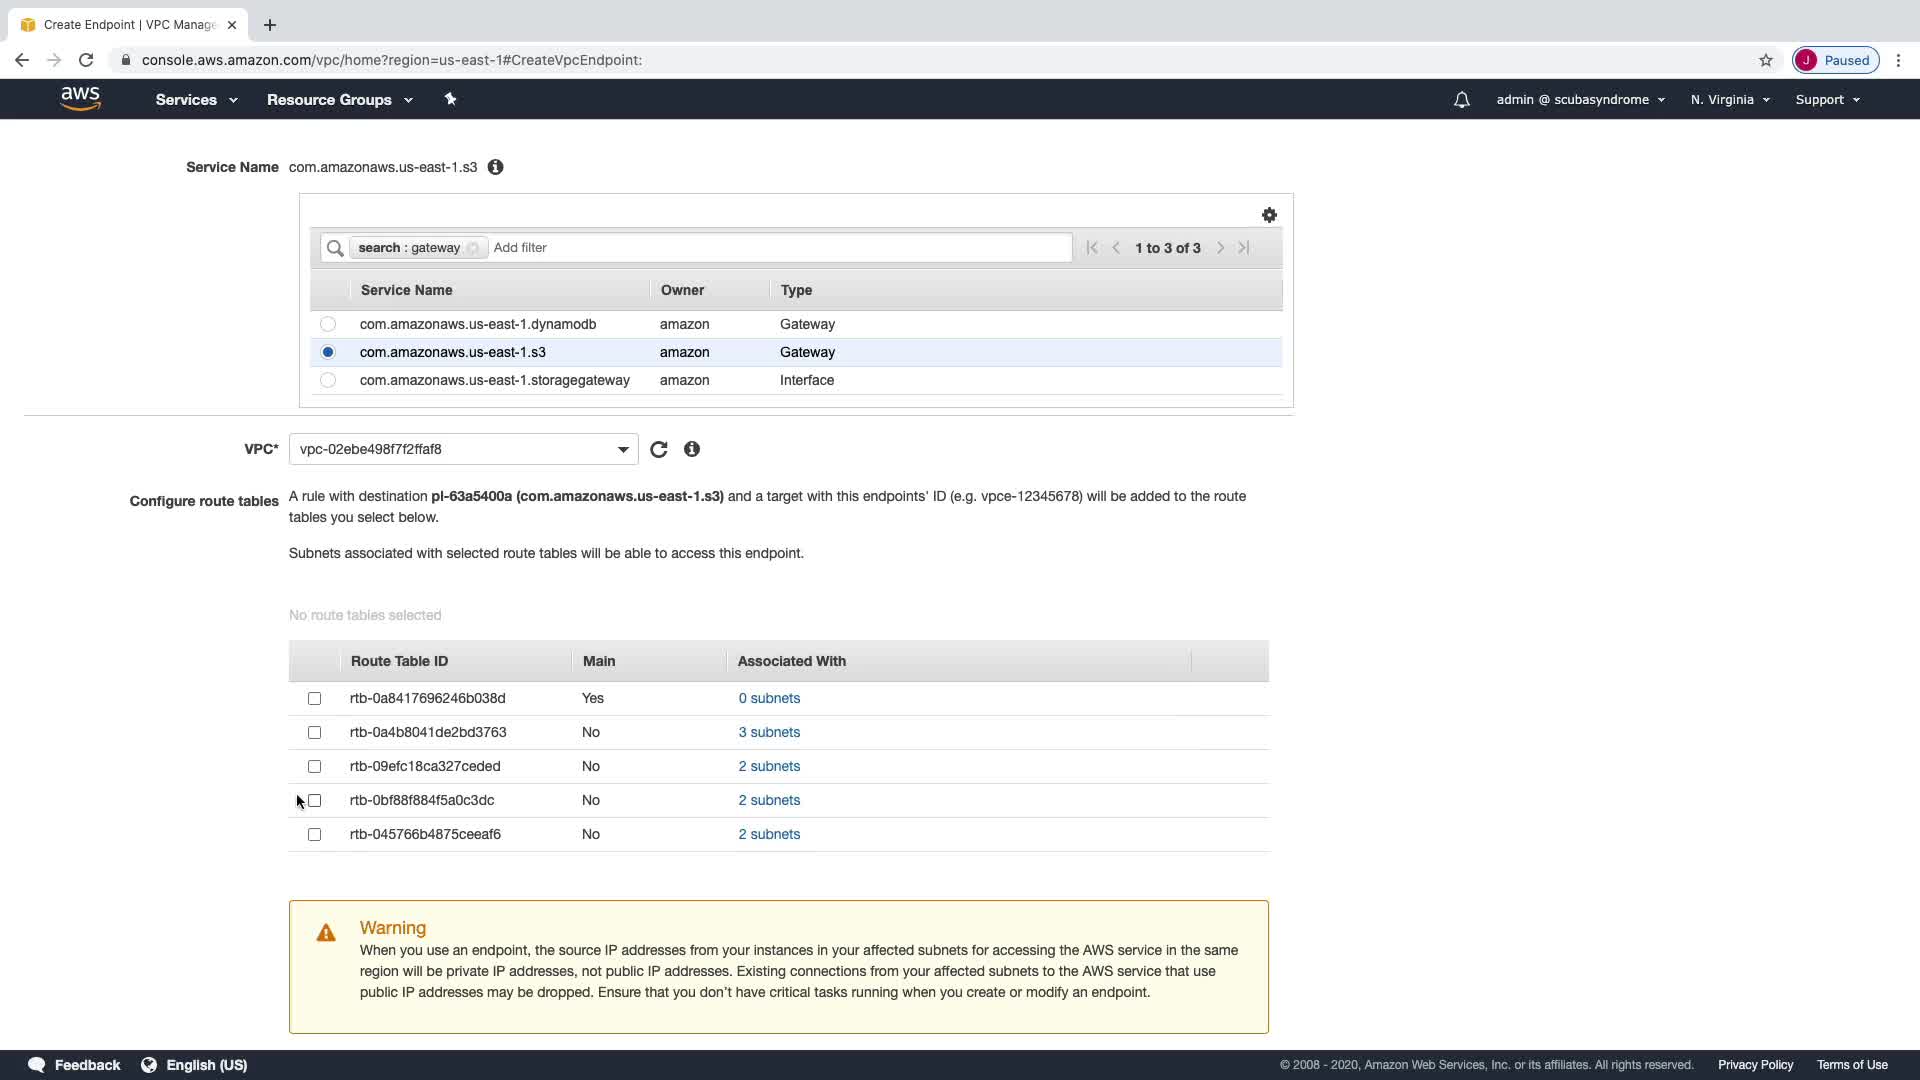 Create Endpoint | VPC Manage
console.aws.amazon.com/vpc/home?region=us-east-1#CreateVpcEndpoint:
J Paused
aws Services Resource Groups admin @ scubasyndrome N. Virginia Support
Service Name com.amazonaws.us-east-1.s3
search : gateway Add filter 1 to 3 of 3
Service Name Owner Type
com.amazonaws.us-east-1.dynamodb amazon Gateway
com.amazonaws.us-east-1.s3 amazon Gateway
com.amazonaws.us-east-1.storagegateway amazon Interface
VPC* vpc-02ebe498f7f2ffaf8
Configure route tables A rule with destination pl-63a5400a (com.amazonaws.us-east-1.s3) and a target with this endpoints' ID (e.g. vpce-12345678) will be added to the route
tables you select below.
Subnets associated with selected route tables will be able to access this endpoint.
No route tables selected
Route Table ID Main Associated With
rtb-0a8417696246b038d Yes 0 subnets
rtb-0a4b8041de2bd3763 No 3 subnets
rtb-09efc18ca327ceded No 2 subnets
rtb-0bf88f884f5a0c3dc No 2 subnets
rtb-045766b4875ceeaf6 No 2 subnets
Warning
When you use an endpoint, the source IP addresses from your instances in your affected subnets for accessing the AWS service in the same
region will be private IP addresses, not public IP addresses. Existing connections from your affected subnets to the AWS service that use
public IP addresses may be dropped. Ensure that you don't have critical tasks running when you create or modify an endpoint.
Feedback English (US) © 2008 - 2020, Amazon Web Services, Inc. or its affiliates. All rights reserved. Privacy Policy Terms of Use